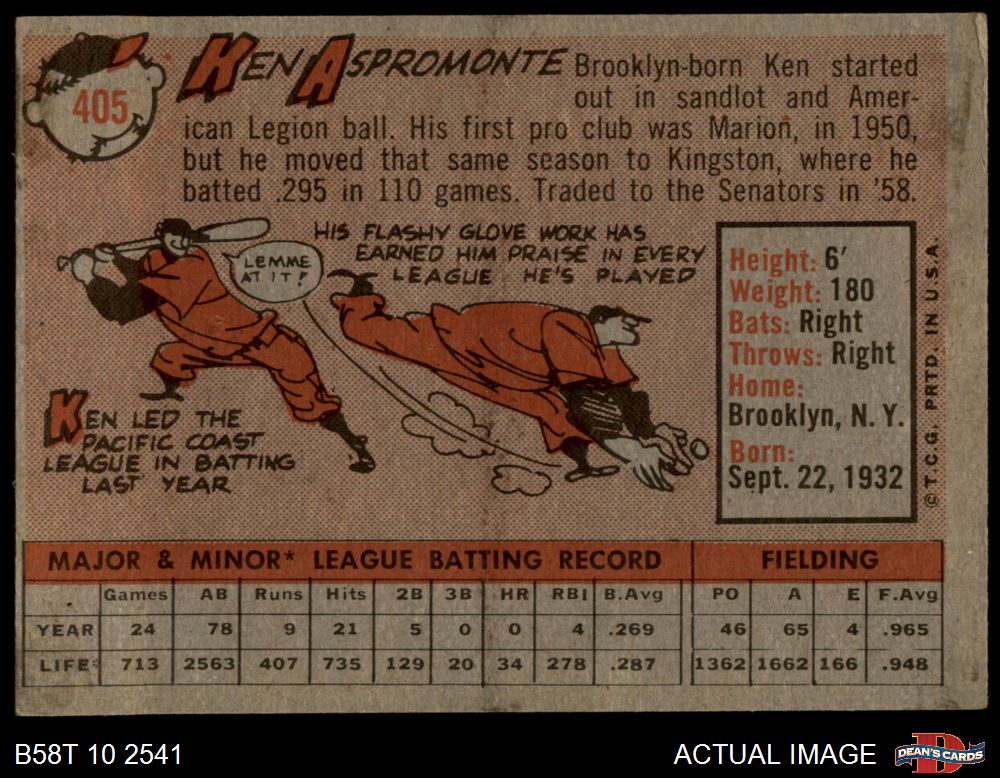 405
KEN ASPROMONTE
Brooklyn-born Ken started
out in sandlot and Amer-
ican Legion ball. His first pro club was Marion, in 1950,
but he moved that same season to Kingston, where he
batted .295 in 110 games. Traded to the Senators in '58.
HIS FLASHY GLOVE WORK HAS
EARNED HIM PRAISE IN EVERY
LEAGUE HE'S PLAYED
LEMME
AT IT!
KEN LED THE
PACIFIC COAST
LEAGUE IN BATTING
LAST YEAR
Height: 6'
Weight: 180
Bats: Right
Throws: Right
Home:
Brooklyn, N. Y.
Born:
Sept. 22, 1932
© T.C.G. PRTD. IN U.S.A.
MAJOR & MINOR* LEAGUE BATTING RECORD FIELDING
Games AB Runs Hits 2B 3B HR RBI B.Avg PO A E F.Avg
YEAR 24 78 9 21 5 0 0 4 .269 46 65 4 .965
LIFE* 713 2563 407 735 129 20 34 278 .287 1362 1662 166 .948
B58T 10 2541
ACTUAL IMAGE
D
DEAN'S CARDS